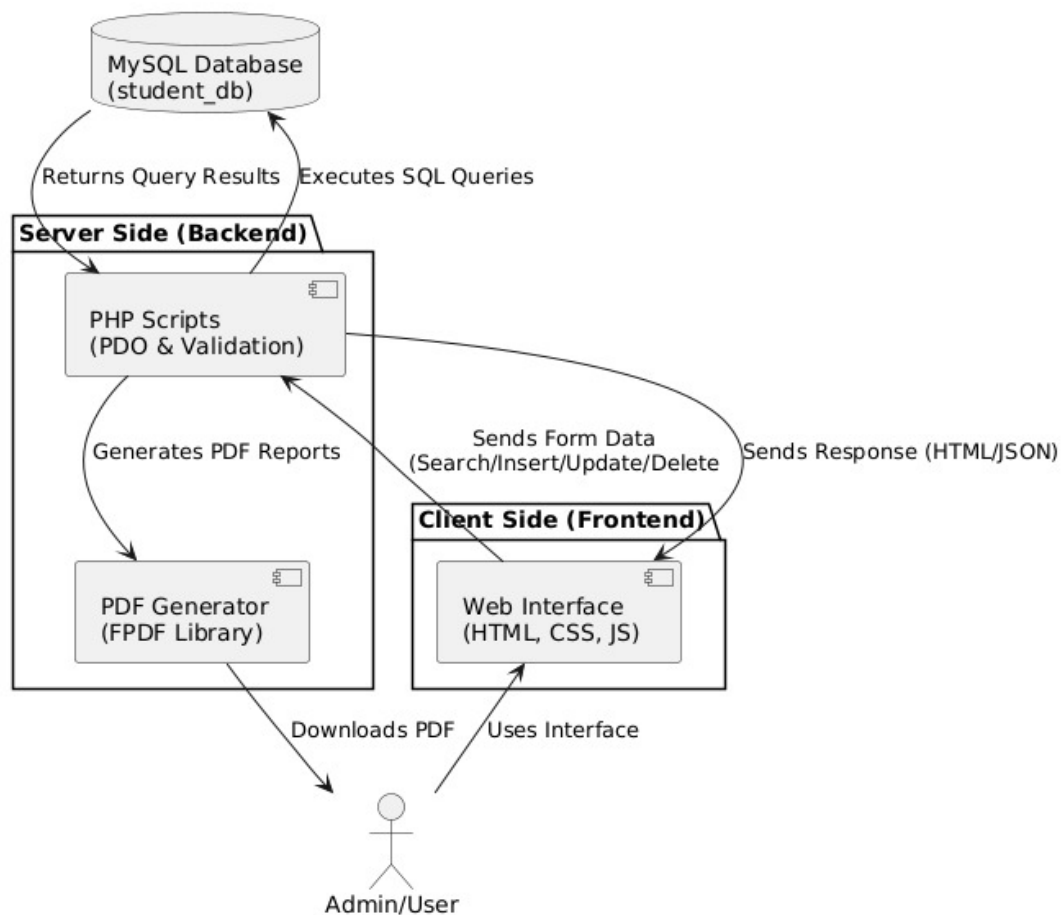 MySQL Database
(student_db)
Returns Query Results
Executes SQL Queries
Server Side (Backend)
PHP Scripts
(PDO & Validation)
Generates PDF Reports
Sends Form Data
(Search/Insert/Update/Delete
Sends Response (HTML/JSON)
Client Side (Frontend)
PDF Generator
(FPDF Library)
Web Interface
(HTML, CSS, JS)
Downloads PDF
Uses Interface
Admin/User